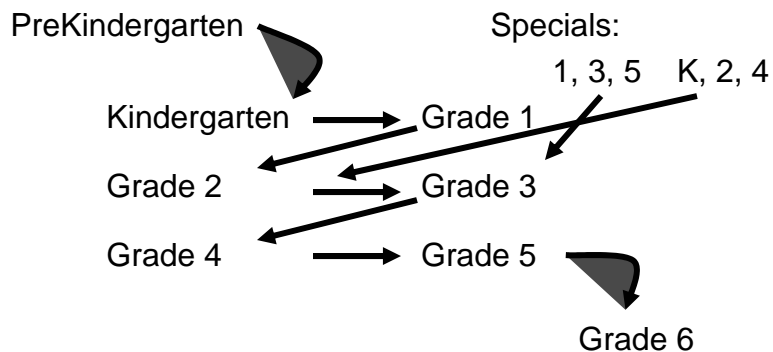 PreKindergarten Specials:
1, 3, 5 K, 2, 4
Kindergarten Grade 1
Grade 2 Grade 3
Grade 4 Grade 5
Grade 6